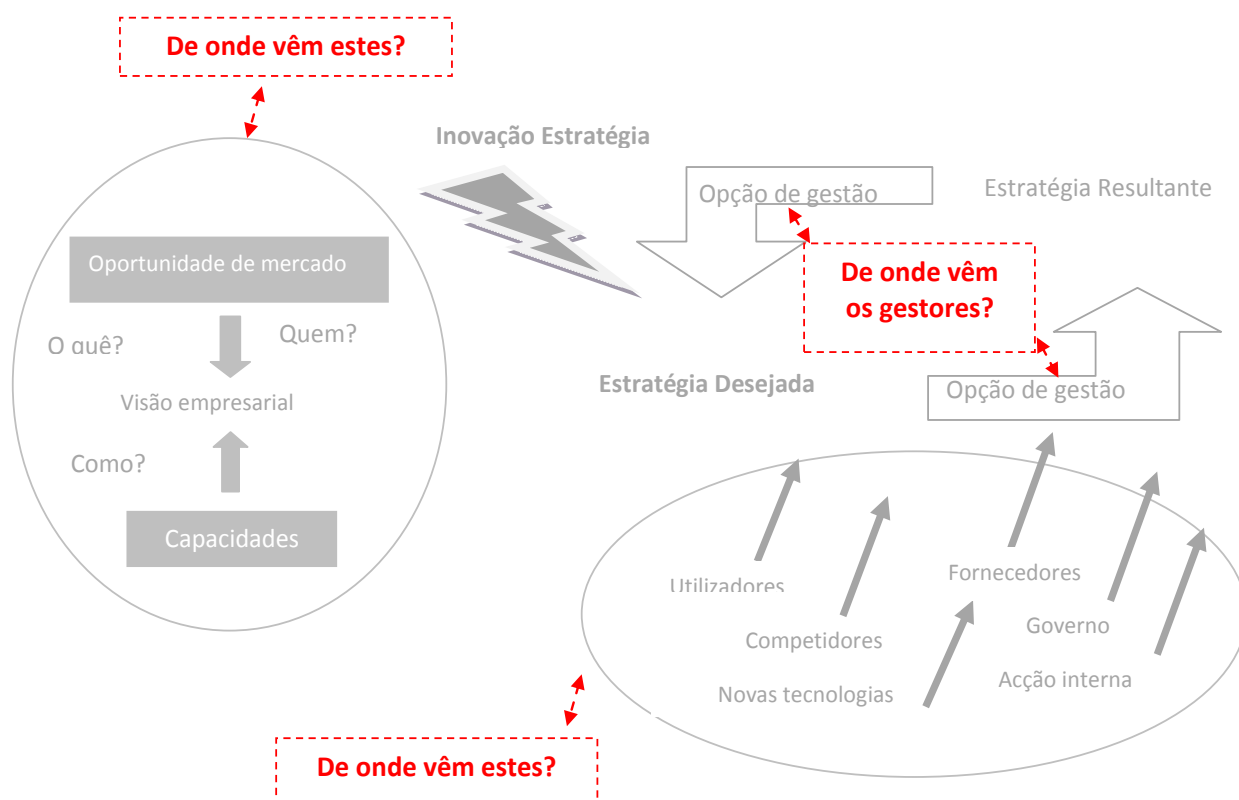 De onde vêm estes?
Inovação Estratégia
Opção de gestão
Estratégia Resultante
Oportunidade de mercado
De onde vêm
os gestores?
O quê?
Quem?
Estratégia Desejada
Opção de gestão
Visão empresarial
Como?
Capacidades
Utilizadores
Fornecedores
Competidores
Governo
Novas tecnologias
Acção interna
De onde vêm estes?